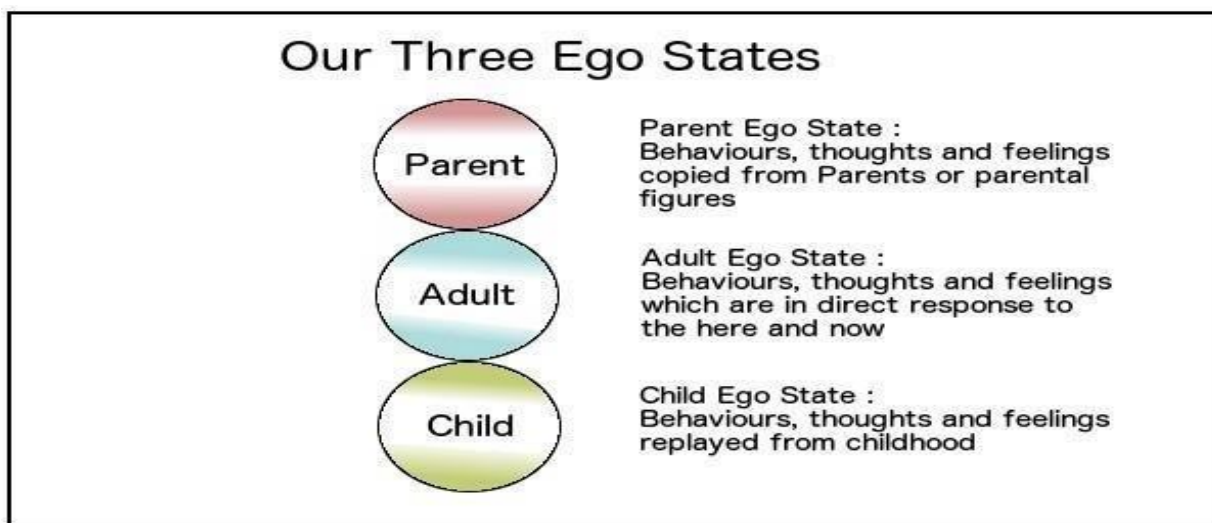 Our Three Ego States
Parent
Parent Ego State :
Behaviours, thoughts and feelings
copied from Parents or parental
figures
Adult
Adult Ego State :
Behaviours, thoughts and feelings
which are in direct response to
the here and now
Child
Child Ego State :
Behaviours, thoughts and feelings
replayed from childhood